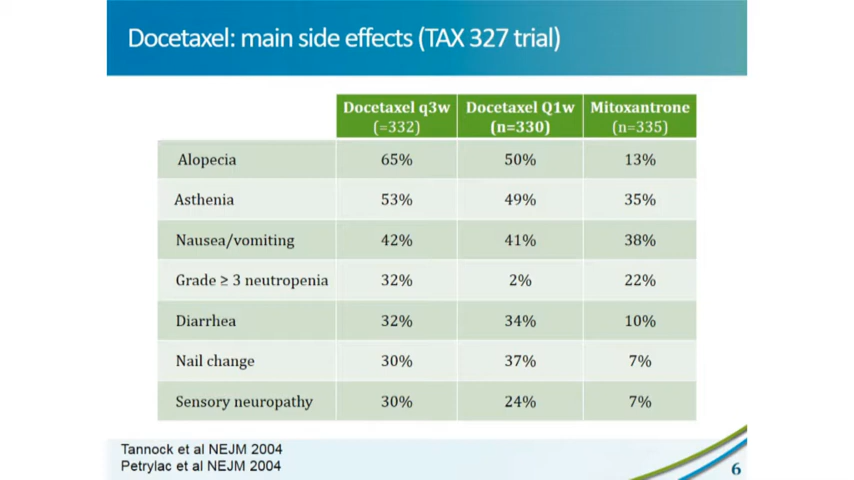 Docetaxel: main side effects (TAX 327 trial)
Docetaxel q3w Docetaxel Q1w Mitoxantrone
(=332) (n=330) (n=335)
Alopecia 65% 50% 13%
Asthenia 53% 49% 35%
Nausea/vomiting 42% 41% 38%
Grade ≥ 3 neutropenia 32% 2% 22%
Diarrhea 32% 34% 10%
Nail change 30% 37% 7%
Sensory neuropathy 30% 24% 7%
Tannock et al NEJM 2004
Petrylac et al NEJM 2004
6